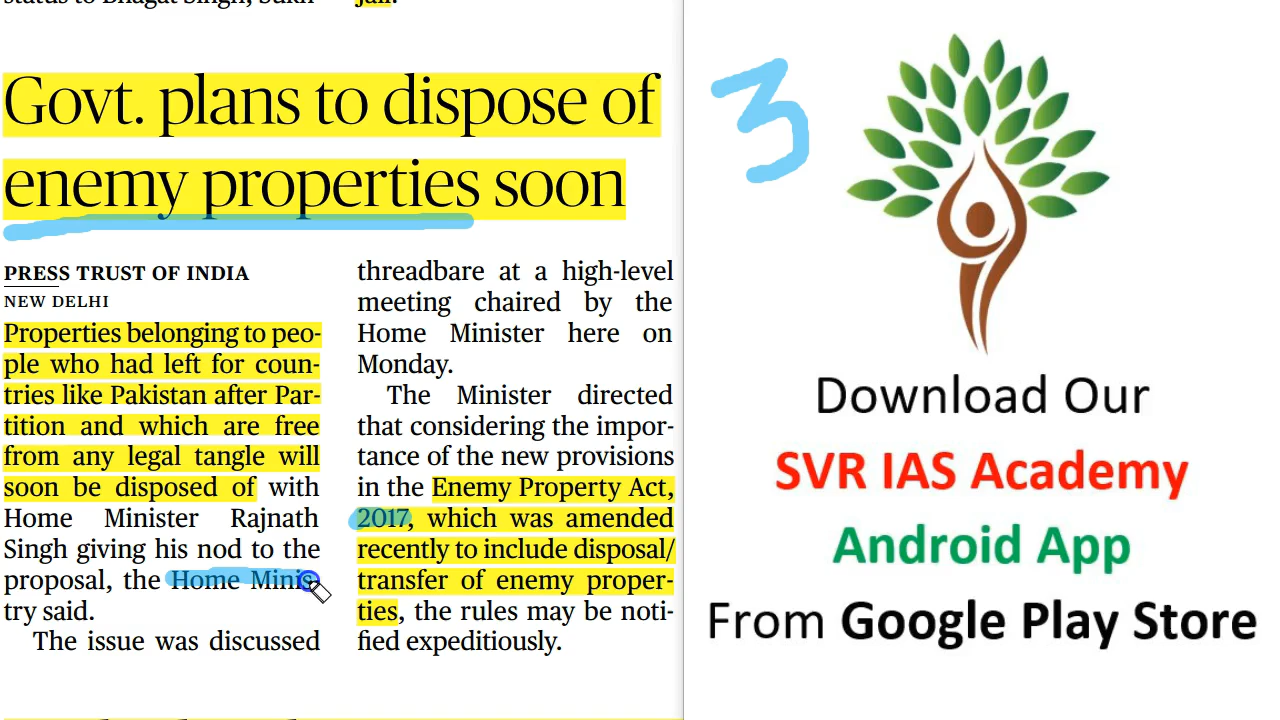 status to Bhagat Singh, Sukh-
jail.
Govt. plans to dispose of
enemy properties soon
PRESS TRUST OF INDIA
NEW DELHI
Properties belonging to peo-
ple who had left for coun-
tries like Pakistan after Par-
tition and which are free
from any legal tangle will
soon be disposed of with
Home Minister Rajnath
Singh giving his nod to the
proposal, the Home Minis-
try said.
The issue was discussed
threadbare at a high-level
meeting chaired by the
Home Minister here on
Monday.
The Minister directed
that considering the impor-
tance of the new provisions
in the Enemy Property Act,
2017, which was amended
recently to include disposal/
transfer of enemy proper-
ties, the rules may be noti-
fied expeditiously.
3
Download Our
SVR IAS Academy
Android App
From Google Play Store